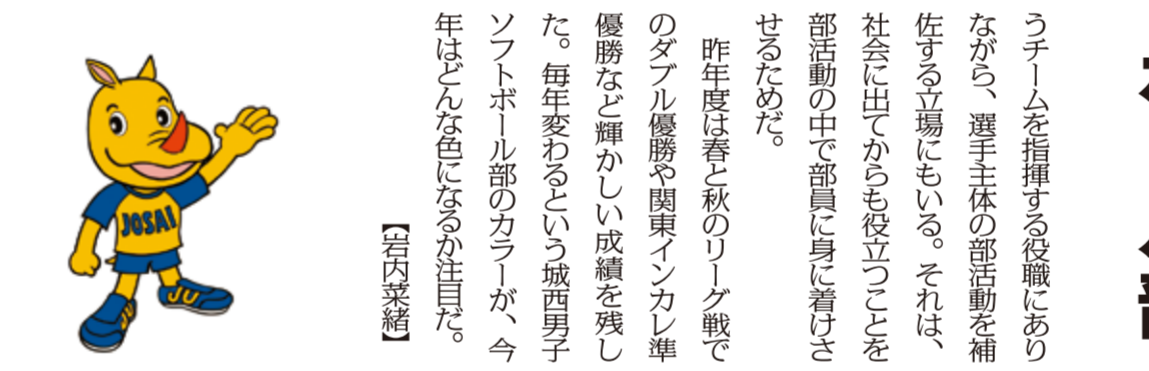 うチームを指揮する役職にあり
ながら、選手主体の部活動を補
佐する立場にもいる。それは、
社会に出てからも役立つことを
部活動の中で部員に身に着けさ
せるためだ。
昨年度は春と秋のリーグ戦で
のダブル優勝や関東インカレ準
優勝など輝かしい成績を残し
た。毎年変わるという城西男子
ソフトボール部のカラーが、今
年はどんな色になるか注目だ。
【岩内菜緒】
JOSAI
JU
JU